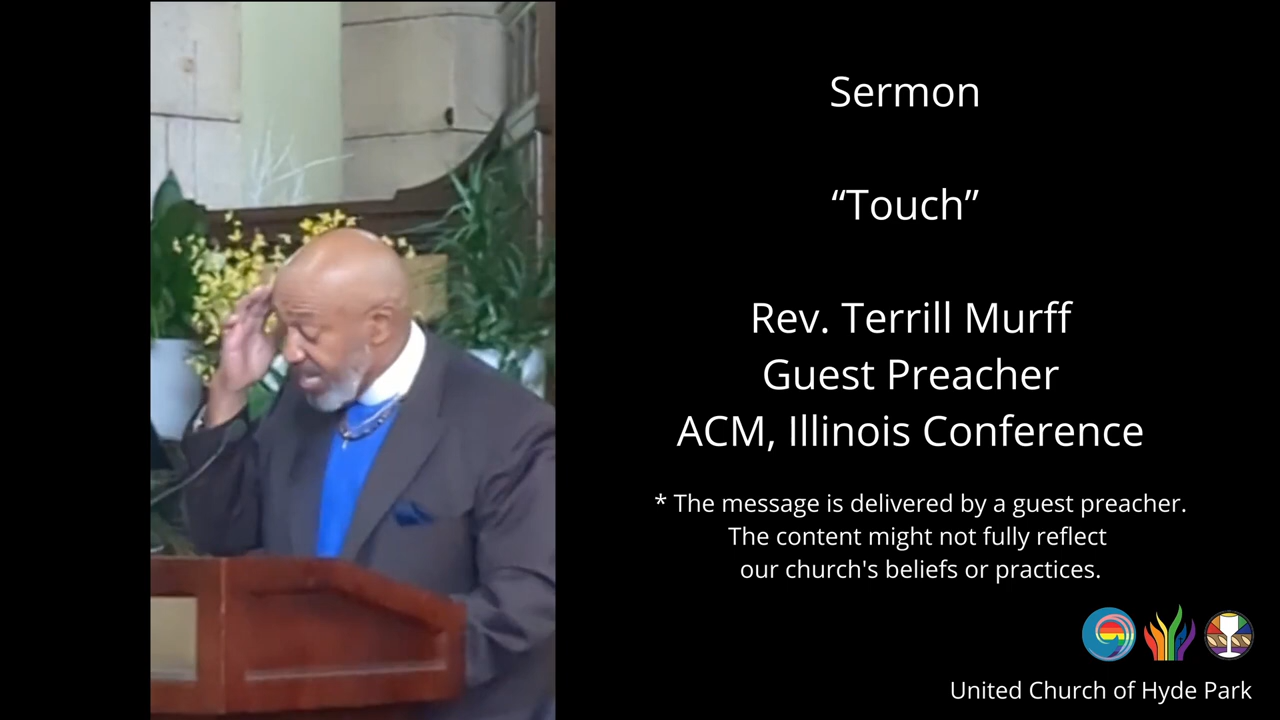 Sermon
“Touch”
Rev. Terrill Murff
Guest Preacher
ACM, Illinois Conference
* The message is delivered by a guest preacher.
The content might not fully reflect
our church's beliefs or practices.
United Church of Hyde Park